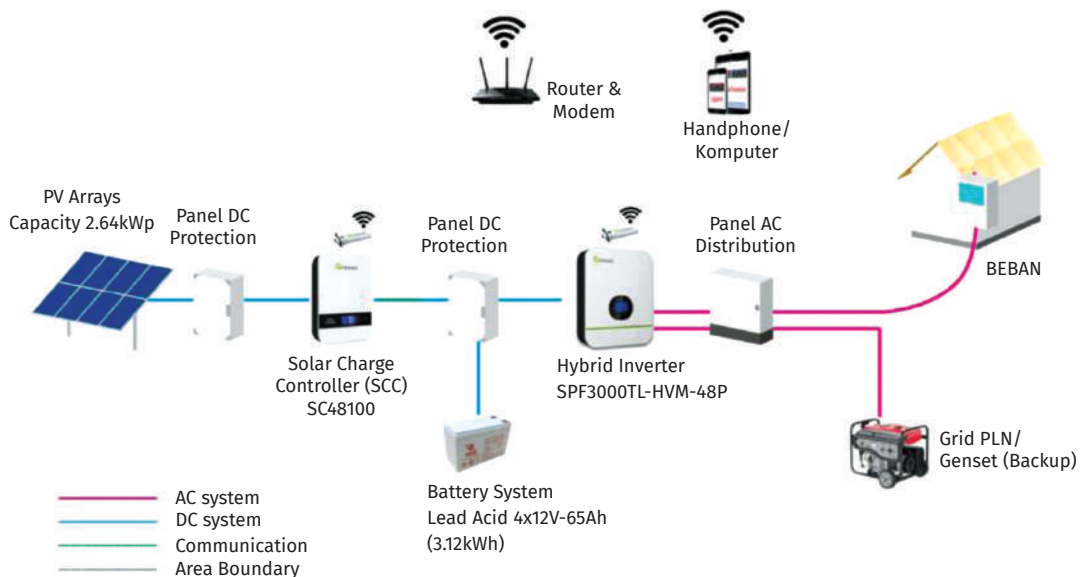 Router &
Modem
Handphone/
Komputer
PV Arrays
Capacity 2.64kWp
Panel DC
Protection
Panel DC
Protection
Panel AC
Distribution
BEBAN
Solar Charge
Controller (SCC)
SC48100
Hybrid Inverter
SPF3000TL-HVM-48P
Grid PLN/
Genset (Backup)
Battery System
Lead Acid 4x12V-65Ah
(3.12kWh)
AC system
DC system
Communication
Area Boundary